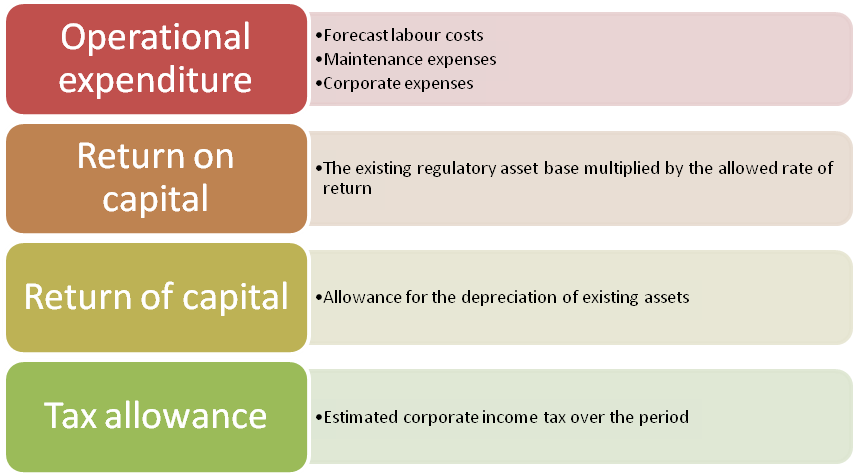 Operational
expenditure
•Forecast labour costs
•Maintenance expenses
•Corporate expenses
Return on
capital
•The existing regulatory asset base multiplied by the allowed rate of
return
Return of capital
•Allowance for the depreciation of existing assets
Tax allowance
•Estimated corporate income tax over the period